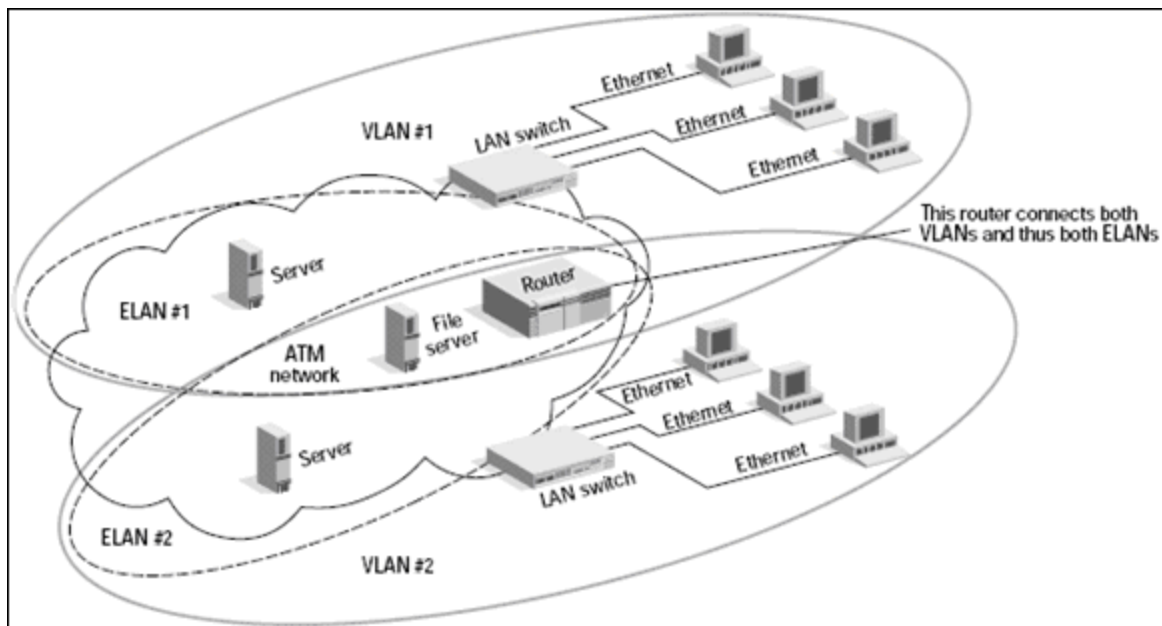 Ethernet
VLAN #1
LAN switch
Ethernet
Ethernet
This router connects both
VLANs and thus both ELANs
Server
Router
ELAN #1
File
server
ATM
network
Ethernet
Ethernet
Server
Ethernet
LAN switch
ELAN #2
VLAN #2